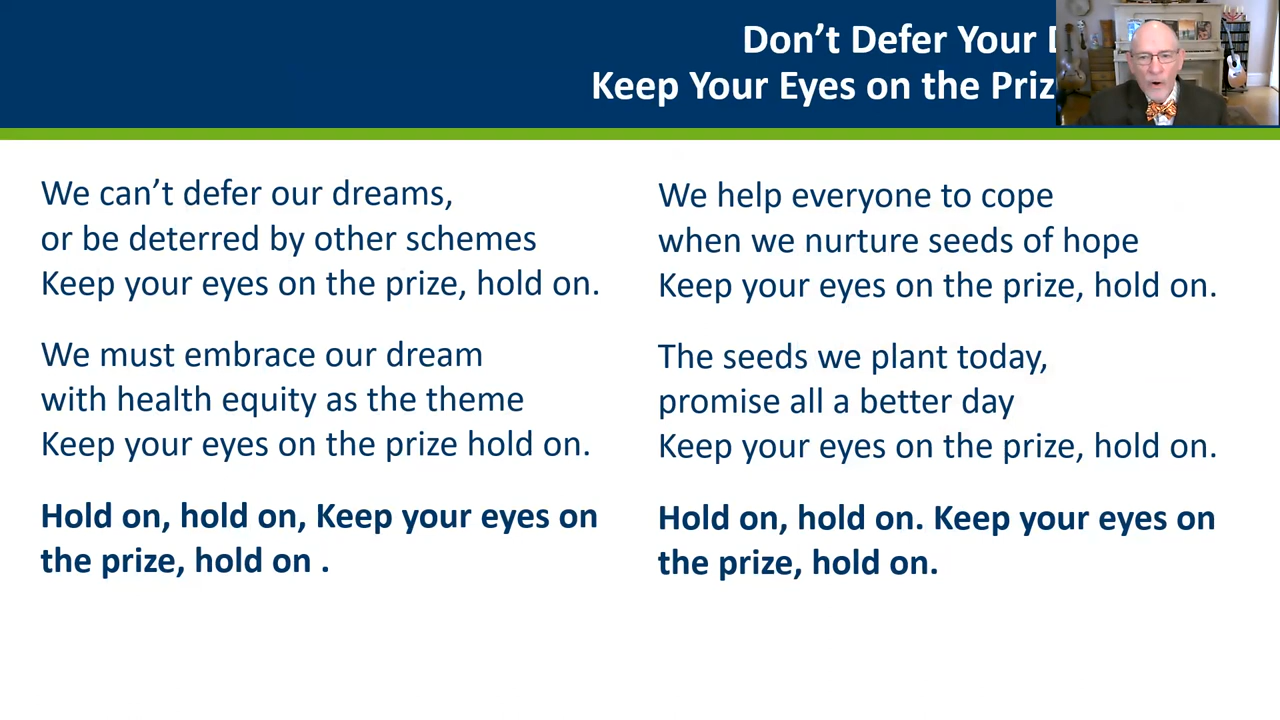 Don’t Defer Your
Keep Your Eyes on the
We can’t defer our dreams,
or be deterred by other schemes
Keep your eyes on the prize, hold on.
We must embrace our dream
with health equity as the theme
Keep your eyes on the prize hold on.
Hold on, hold on, Keep your eyes on
the prize, hold on .
We help everyone to cope
when we nurture seeds of hope
Keep your eyes on the prize, hold on.
The seeds we plant today,
promise all a better day
Keep your eyes on the prize, hold on.
Hold on, hold on. Keep your eyes on
the prize, hold on.